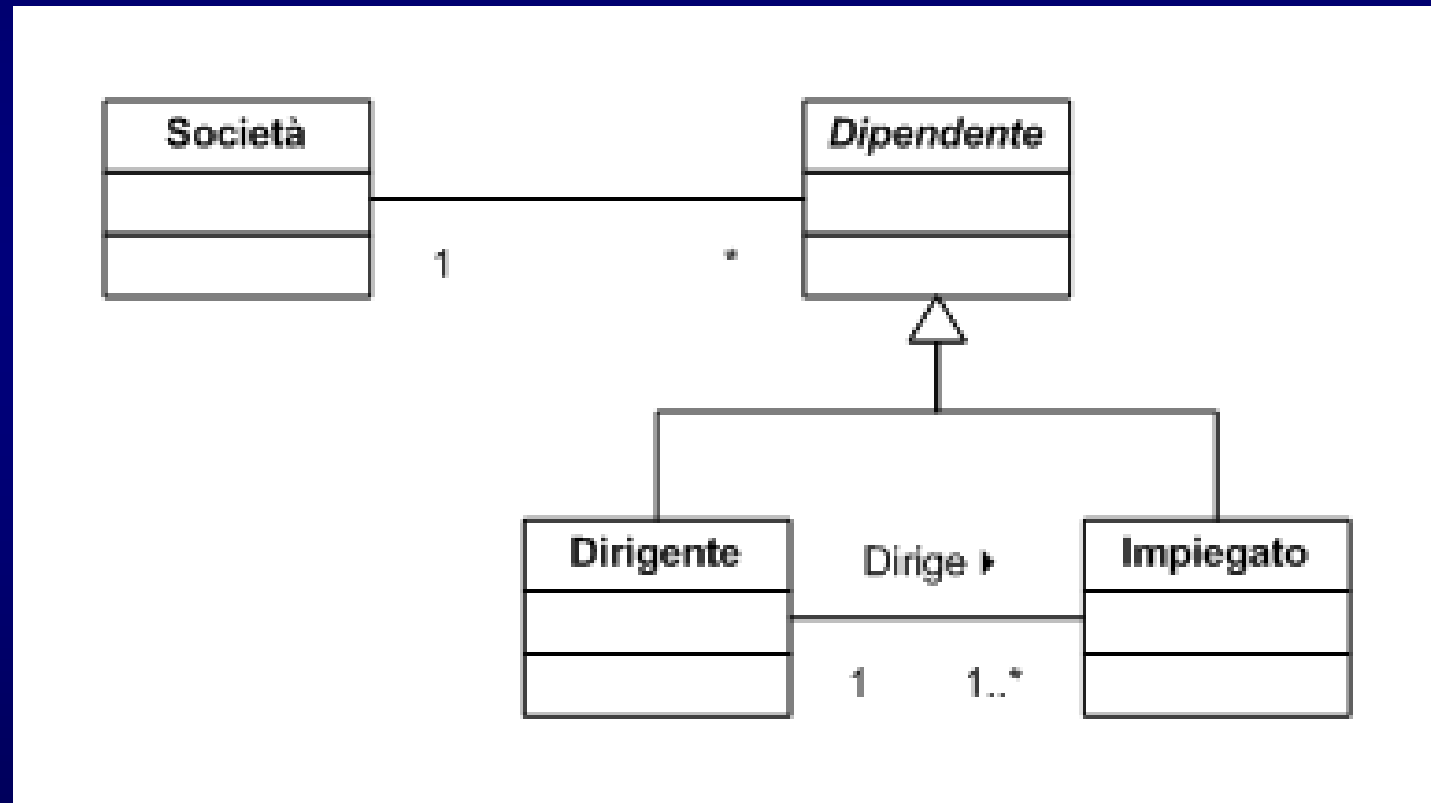 Società
Dipendente
1
*
Dirigente
Dirige ▸
Impiegato
1
1..*